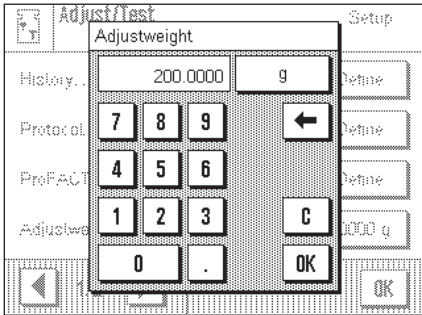 Adjust/Test
Setup
Adjustweight
200.0000 g
History...
Define
7 8 9
Protocol
Define
4 5 6
ProFACT
Define
1 2 3 C
Adjustwe
0000 g
0 . OK
OK